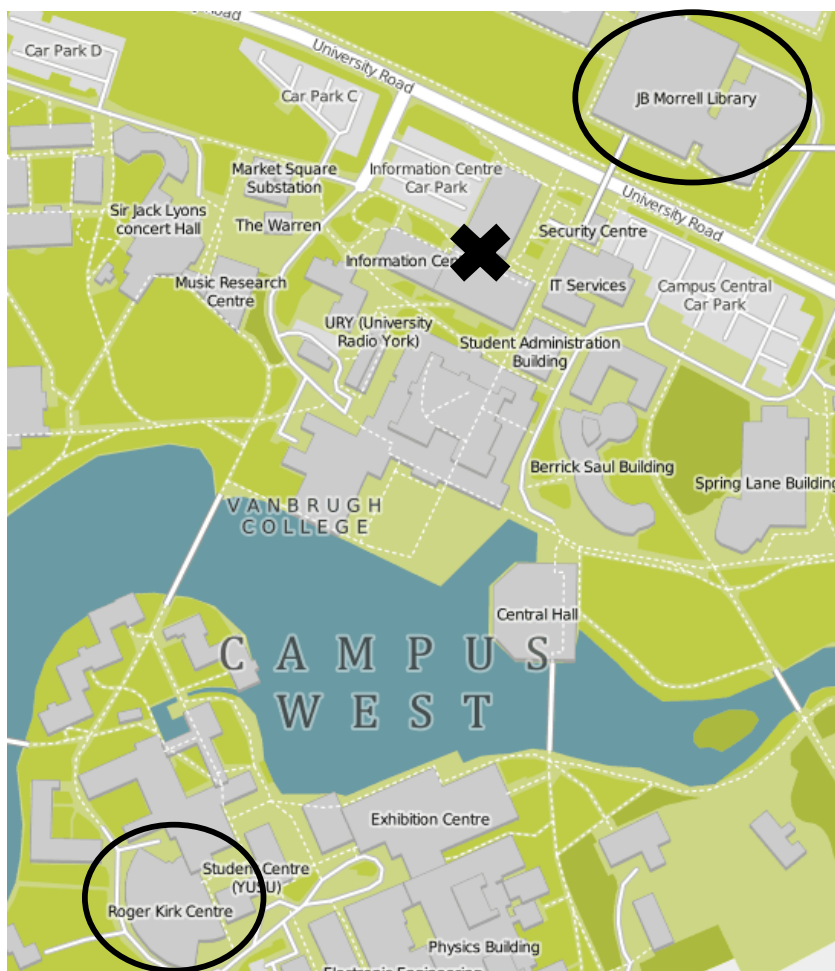 University Road
Car Park D
University Road
JB Morrell Library
Car Park C
Market Square
Substation
Information Centre
Car Park
University Road
Sir Jack Lyons
concert Hall
The Warren
Security Centre
Music Research
Centre
IT Services
Campus Central
Car Park
URY (University
Radio York)
Student Administration
Building
Berrick Saul Building
Spring Lane Building
VANBRUGH
COLLEGE
Central Hall
CAMPUS
WEST
Exhibition Centre
Student Centre
(YUSU)
Roger Kirk Centre
Physics Building
Information